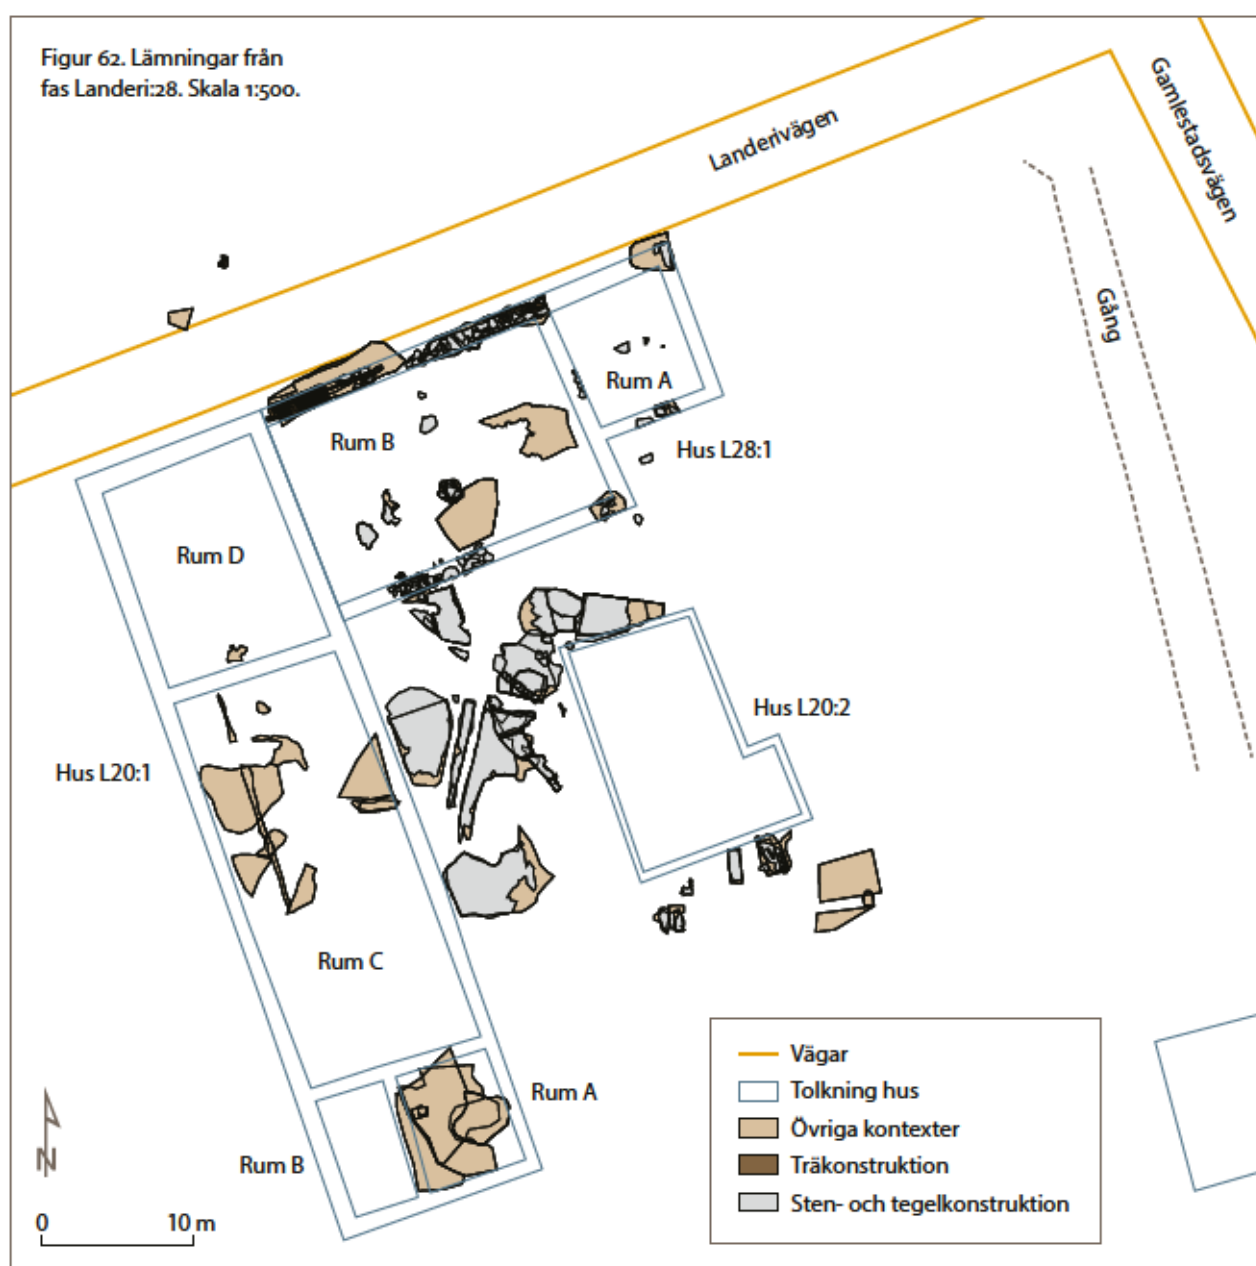 Figur 62. Lämningar från
fas Landeri:28. Skala 1:500.
Landerivägen
Gamlestadsvägen
Gång
Rum A
Rum B
Hus L28:1
Rum D
Hus L20:2
Hus L20:1
Rum C
Rum A
Rum B
Vägar
Tolkning hus
Övriga kontexter
Träkonstruktion
Sten- och tegelkonstruktion
N
0 10 m